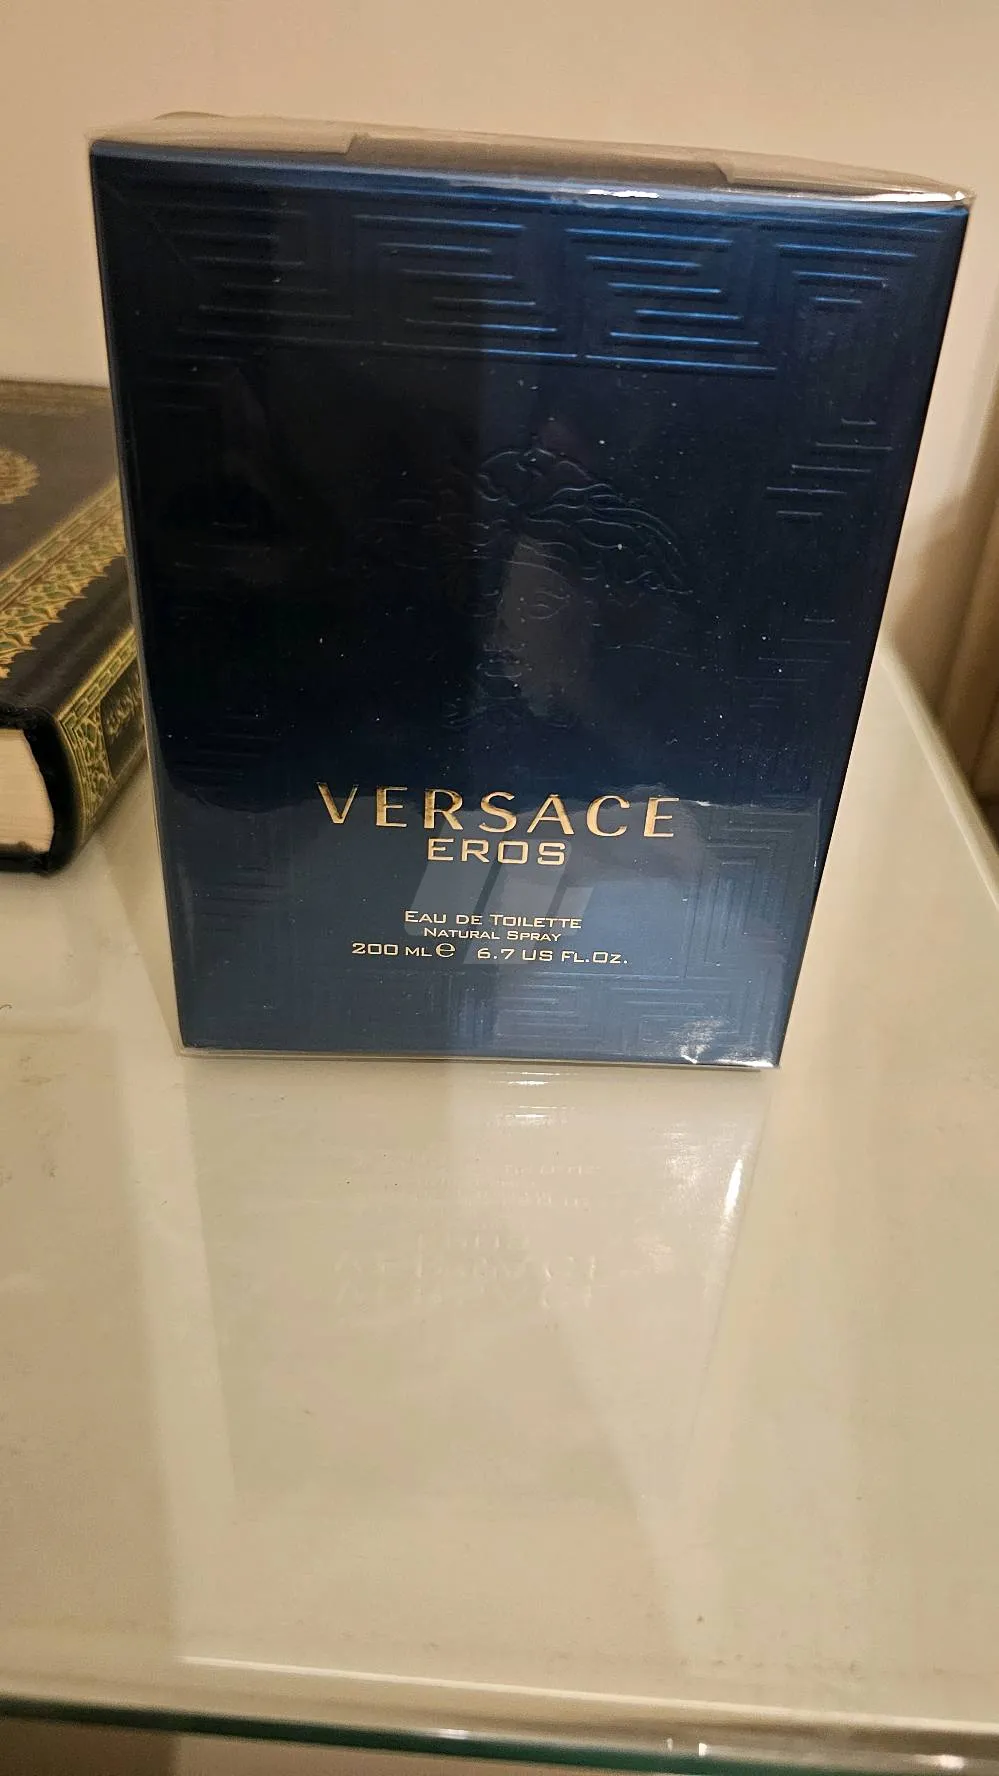 VERSACE
EROS
EAU DE TOILETTE
NATURAL SPRAY
200 ML ℮ 6.7 US FL.OZ.